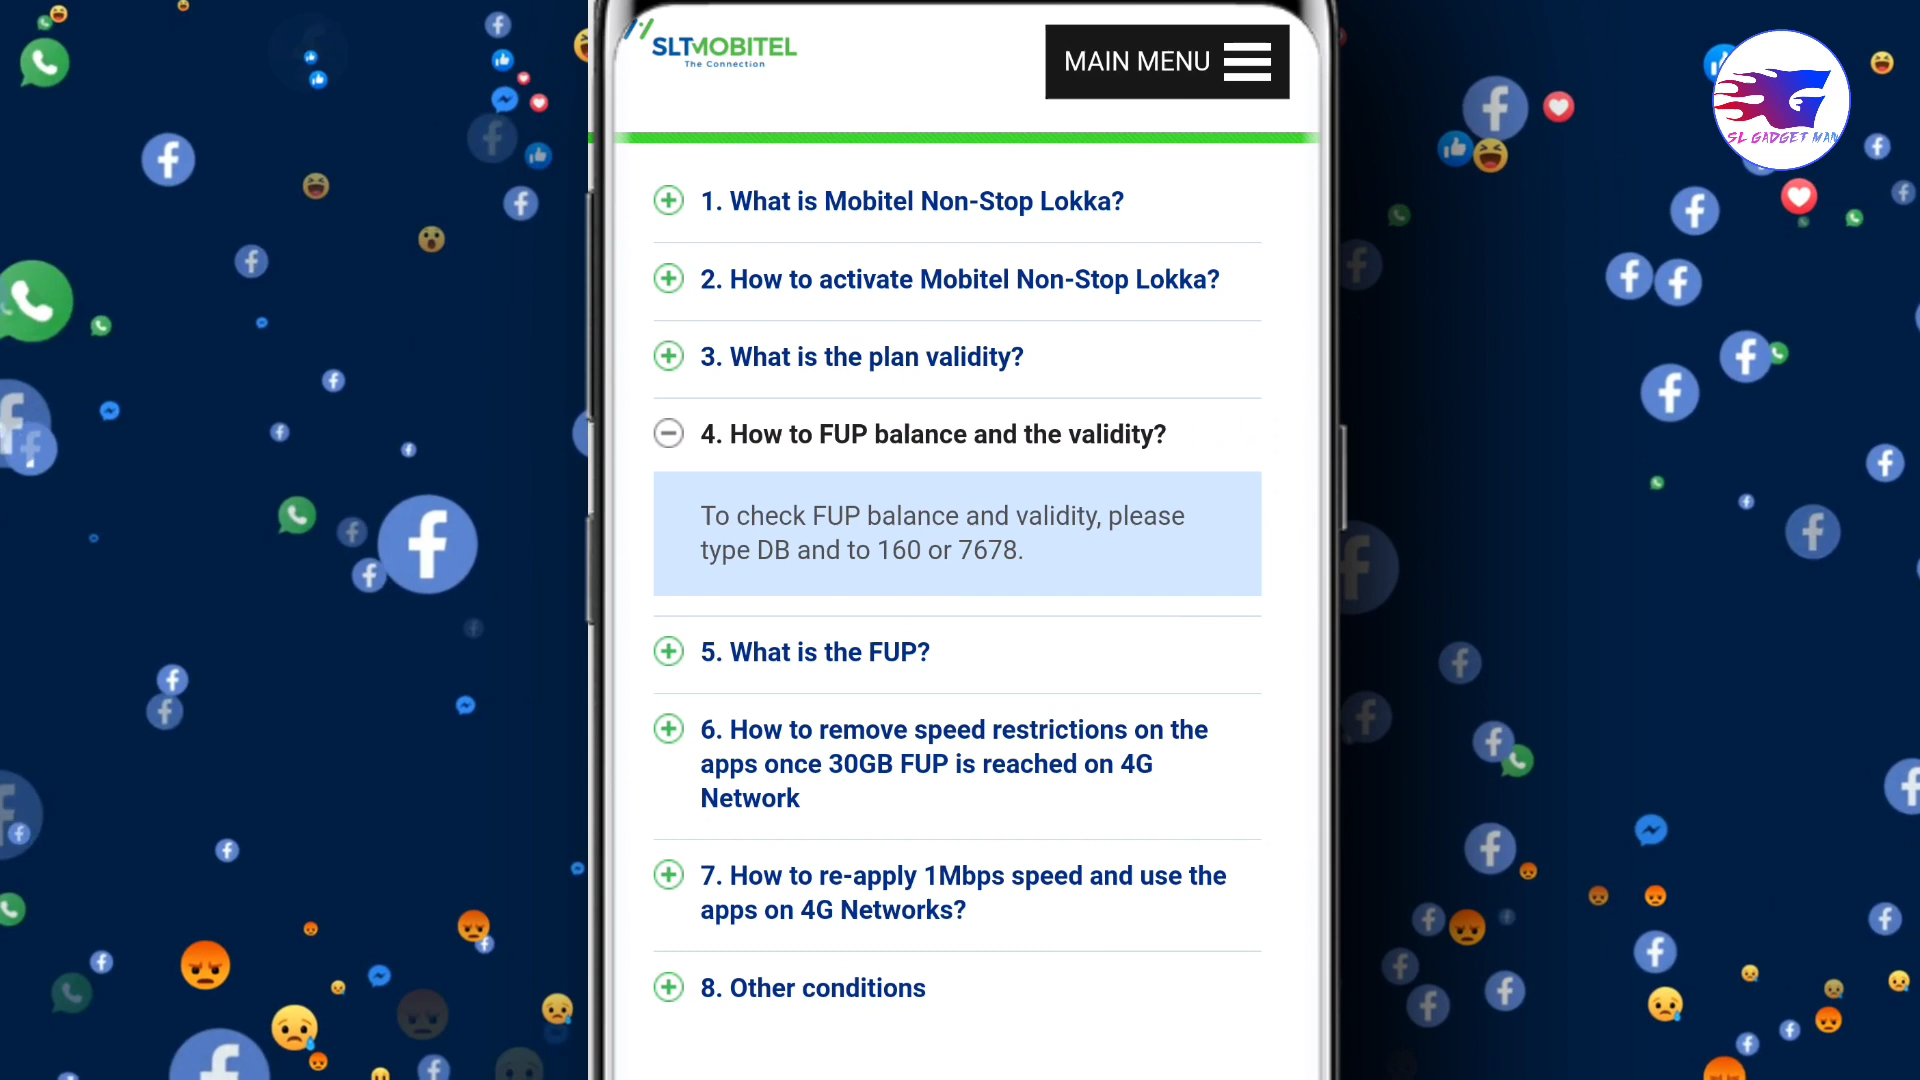 SLTMOBITEL
The Connection
MAIN MENU
SL GADGET MAN
1. What is Mobitel Non-Stop Lokka?
2. How to activate Mobitel Non-Stop Lokka?
3. What is the plan validity?
4. How to FUP balance and the validity?
To check FUP balance and validity, please
type DB and to 160 or 7678.
5. What is the FUP?
6. How to remove speed restrictions on the
apps once 30GB FUP is reached on 4G
Network
7. How to re-apply 1Mbps speed and use the
apps on 4G Networks?
8. Other conditions